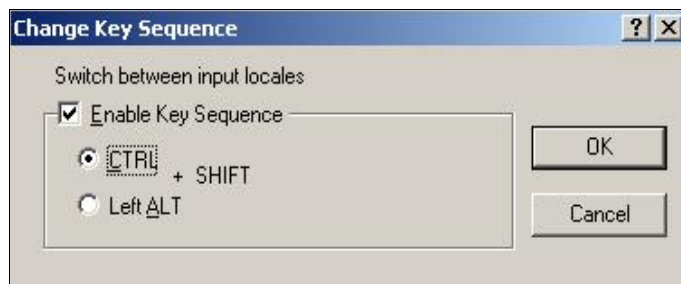 Change Key Sequence
? X
Switch between input locales
Enable Key Sequence
CTRL
+ SHIFT
Left ALT
OK
Cancel